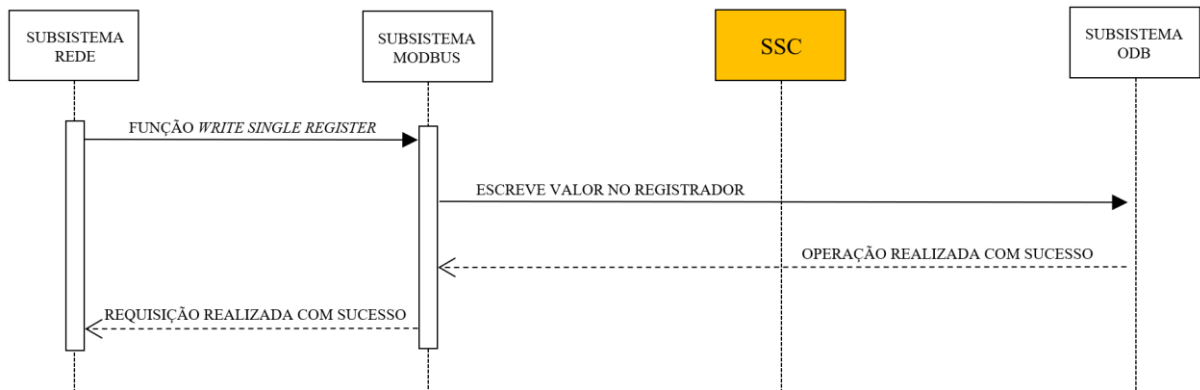 SUBSISTEMA
REDE
SUBSISTEMA
MODBUS
SSC
SUBSISTEMA
ODB
FUNÇÃO WRITE SINGLE REGISTER
ESCREVE VALOR NO REGISTRADOR
OPERAÇÃO REALIZADA COM SUCESSO
REQUISIÇÃO REALIZADA COM SUCESSO